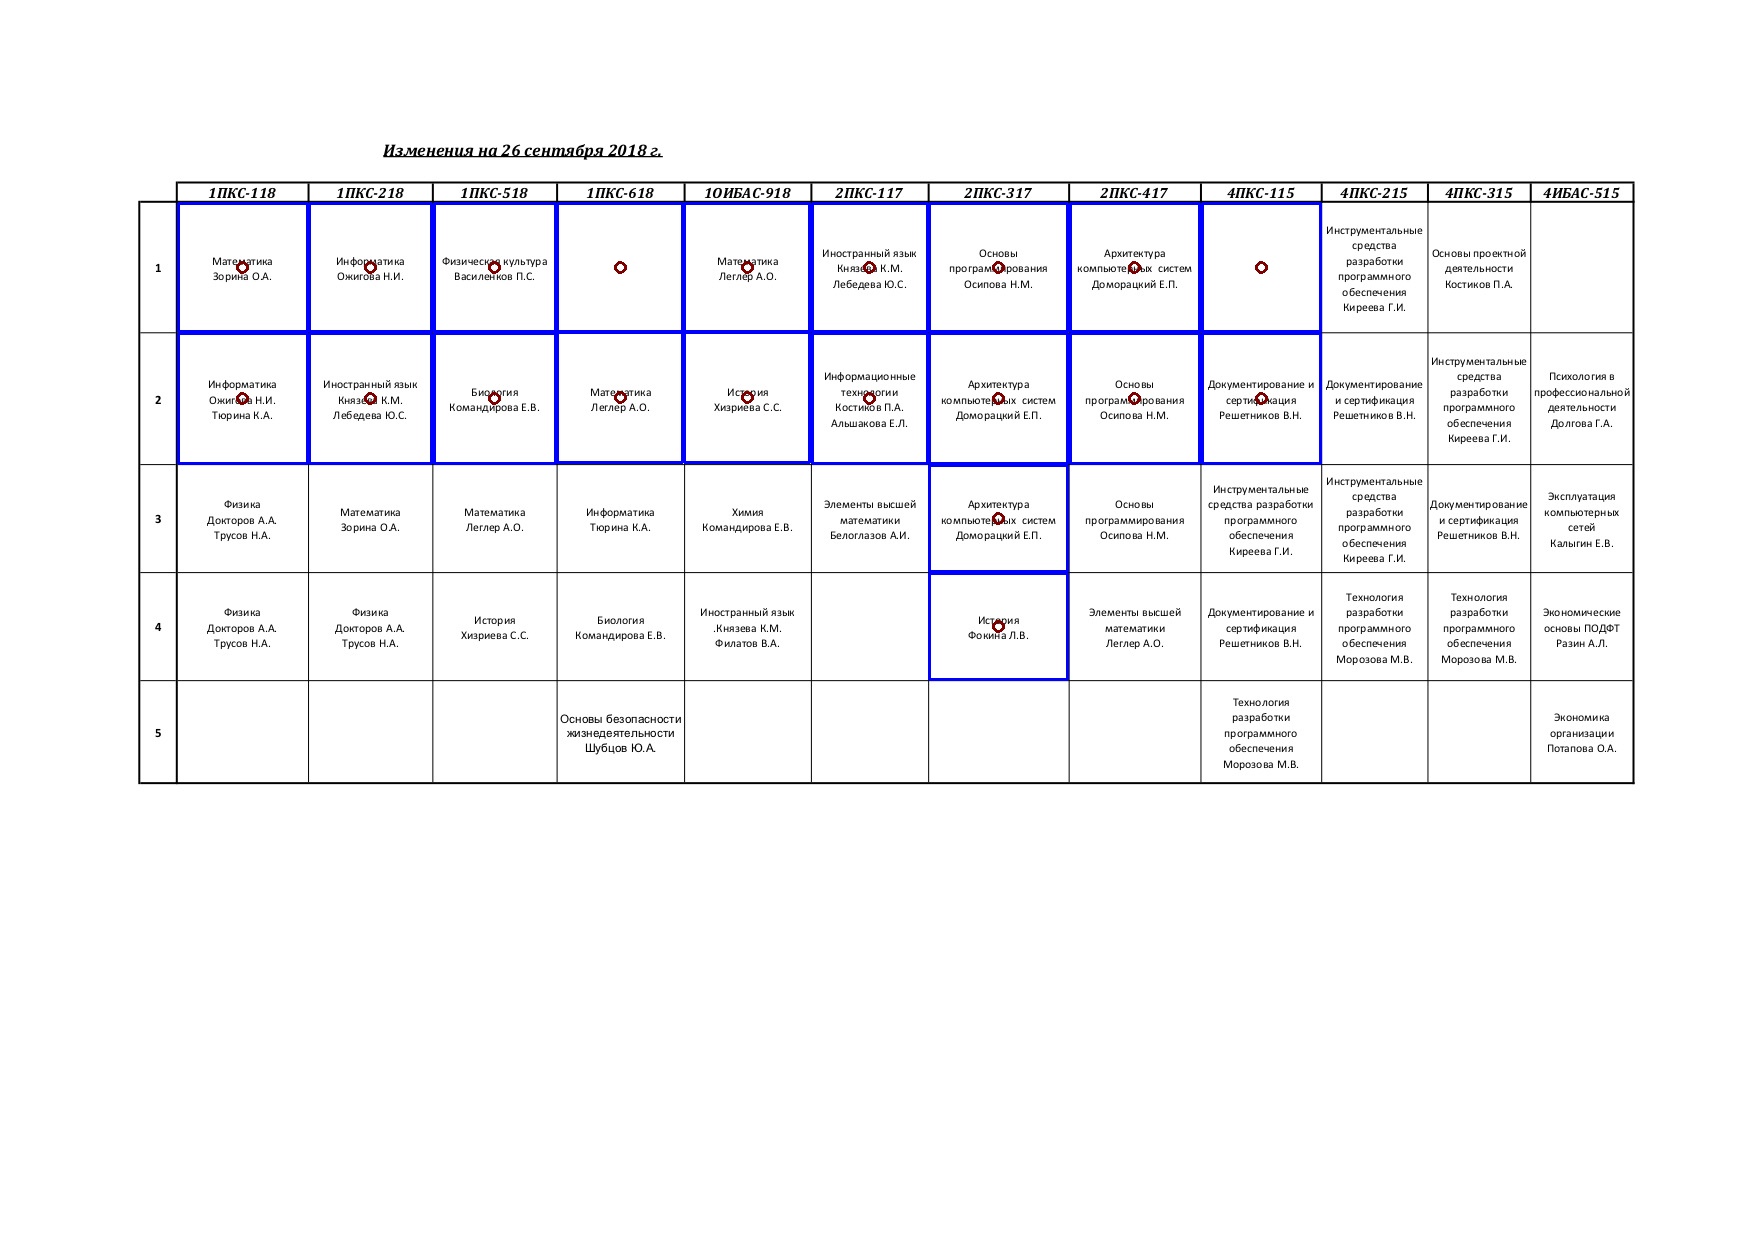 Изменения на 26 сентября 2018 г.
1ПКС-118 1ПКС-218 1ПКС-518 1ПКС-618 1ОИБАС-918 2ПКС-117 2ПКС-317 2ПКС-417 4ПКС-115 4ПКС-215 4ПКС-315 4ИБАС-515
1
Математика
Зорина О.А.
Информатика
Ожигова Н.И.
Физическая культура
Василенков П.С.
Математика
Леглер А.О.
Иностранный язык
Князева К.М.
Лебедева Ю.С.
Основы
программирования
Осипова Н.М.
Архитектура
компьютерных систем
Доморацкий Е.П.
Инструментальные
средства
разработки
программного
обеспечения
Киреева Г.И.
Основы проектной
деятельности
Костиков П.А.
2
Информатика
Ожигова Н.И.
Тюрина К.А.
Иностранный язык
Князева К.М.
Лебедева Ю.С.
Биология
Командирова Е.В.
Математика
Леглер А.О.
История
Хизриева С.С.
Информационные
технологии
Костиков П.А.
Альшакова Е.Л.
Архитектура
компьютерных систем
Доморацкий Е.П.
Основы
программирования
Осипова Н.М.
Документирование и
сертификация
Решетников В.Н.
Документирование
и сертификация
Решетников В.Н.
Инструментальные
средства
разработки
программного
обеспечения
Киреева Г.И.
Психология в
профессиональной
деятельности
Долгова Г.А.
3
Физика
Докторов А.А.
Трусов Н.А.
Математика
Зорина О.А.
Математика
Леглер А.О.
Информатика
Тюрина К.А.
Химия
Командирова Е.В.
Элементы высшей
математики
Белоглазов А.И.
Архитектура
компьютерных систем
Доморацкий Е.П.
Основы
программирования
Осипова Н.М.
Инструментальные
средства разработки
программного
обеспечения
Киреева Г.И.
Инструментальные
средства
разработки
программного
обеспечения
Киреева Г.И.
Документирование
и сертификация
Решетников В.Н.
Эксплуатация
компьютерных
сетей
Калыгин Е.В.
4
Физика
Докторов А.А.
Трусов Н.А.
Физика
Докторов А.А.
Трусов Н.А.
История
Хизриева С.С.
Биология
Командирова Е.В.
Иностранный язык
.Князева К.М.
Филатов В.А.
История
Фокина Л.В.
Элементы высшей
математики
Леглер А.О.
Документирование и
сертификация
Решетников В.Н.
Технология
разработки
программного
обеспечения
Морозова М.В.
Технология
разработки
программного
обеспечения
Морозова М.В.
Экономические
основы ПОДФТ
Разин А.Л.
5
Основы безопасности
жизнедеятельности
Шубцов Ю.А.
Технология
разработки
программного
обеспечения
Морозова М.В.
Экономика
организации
Потапова О.А.